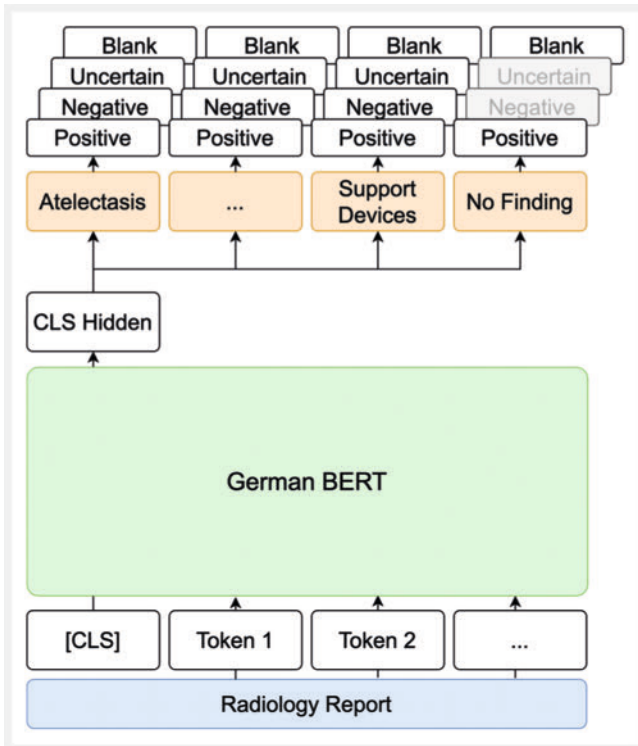 Blank Blank Blank Blank
Uncertain Uncertain Uncertain Uncertain
Negative Negative Negative Negative
Positive Positive Positive Positive
Atelectasis ... Support Devices No Finding
CLS Hidden
German BERT
[CLS] Token 1 Token 2 ...
Radiology Report